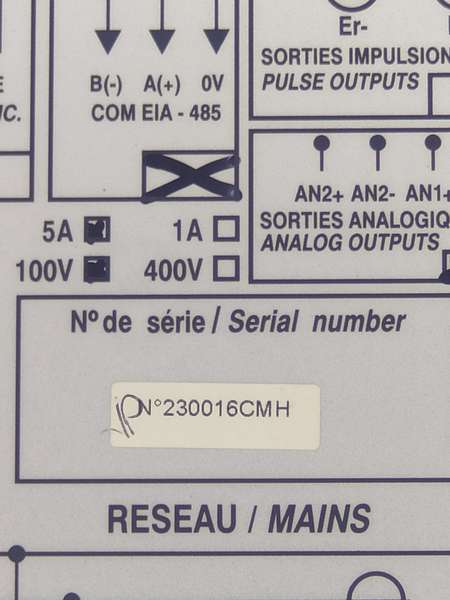 Er-
SORTIES IMPULSION
PULSE OUTPUTS
B(-) A(+) 0V
COM EIA - 485
AN2+ AN2- AN1+
SORTIES ANALOGIQ
ANALOG OUTPUTS
5A 1A
100V 400V
N° de série / Serial number
N°230016CMH
RESEAU / MAINS